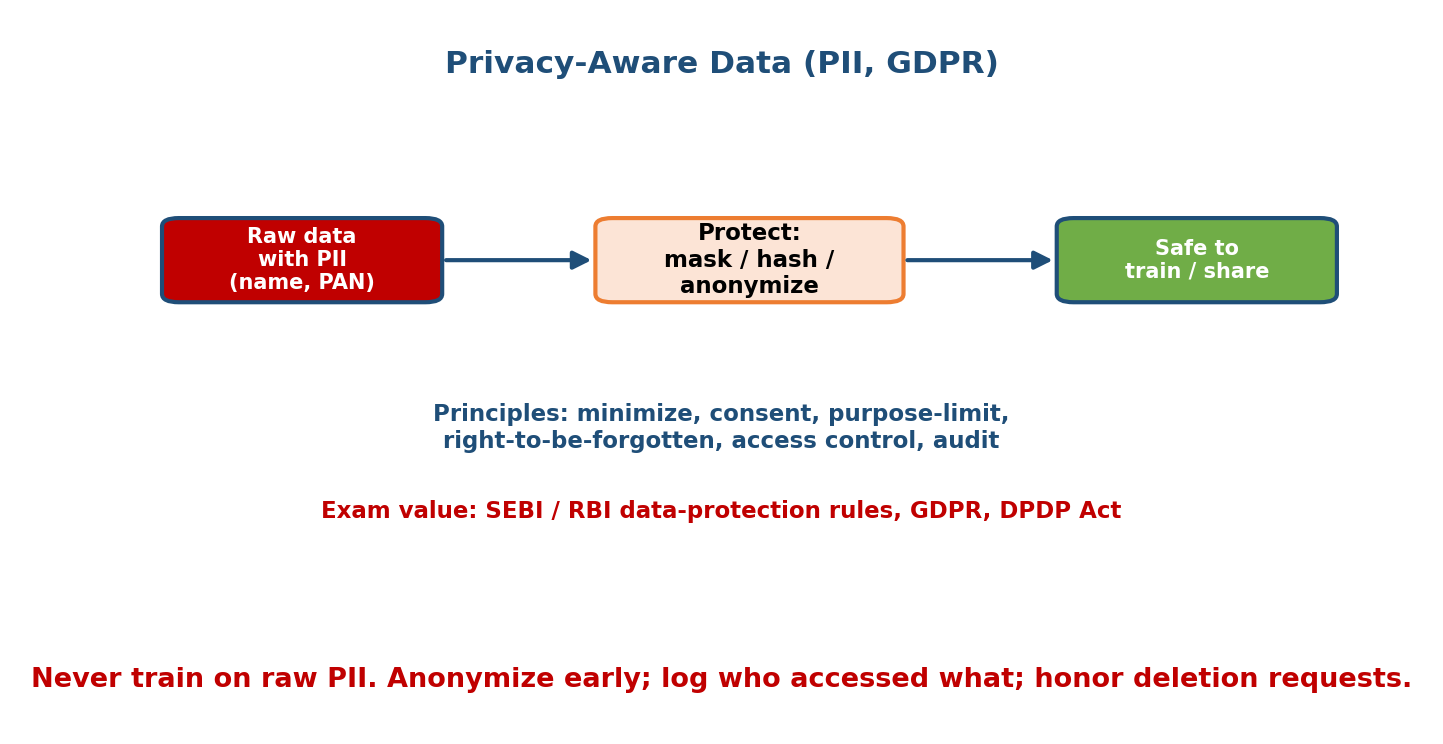 Privacy-Aware Data (PII, GDPR)
Raw data
with PII
(name, PAN)
Protect:
mask / hash /
anonymize
Safe to
train / share
Principles: minimize, consent, purpose-limit,
right-to-be-forgotten, access control, audit
Exam value: SEBI / RBI data-protection rules, GDPR, DPDP Act
Never train on raw PII. Anonymize early; log who accessed what; honor deletion requests.